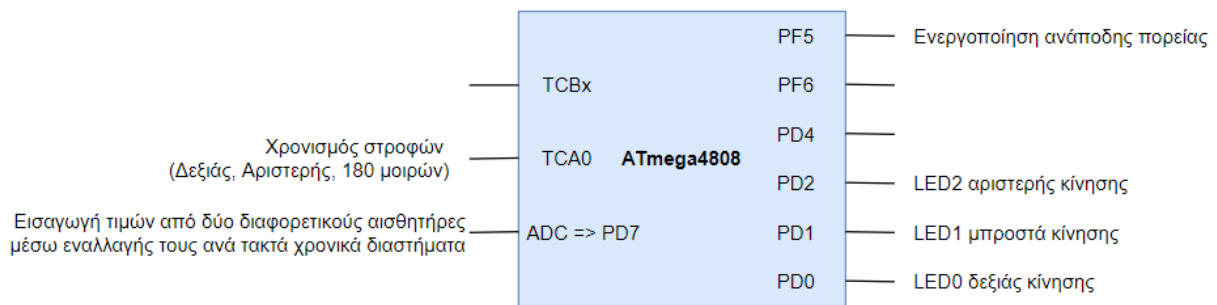 PF5 Ενεργοποίηση ανάποδης πορείας
TCBx PF6
PD4
Χρονισμός στροφών
(Δεξιάς, Αριστερής, 180 μοιρών)
TCA0 ATmega4808
PD2 LED2 αριστερής κίνησης
Εισαγωγή τιμών από δύο διαφορετικούς αισθητήρες
μέσω εναλλαγής τους ανά τακτά χρονικά διαστήματα
ADC => PD7
PD1 LED1 μπροστά κίνησης
PD0 LED0 δεξιάς κίνησης